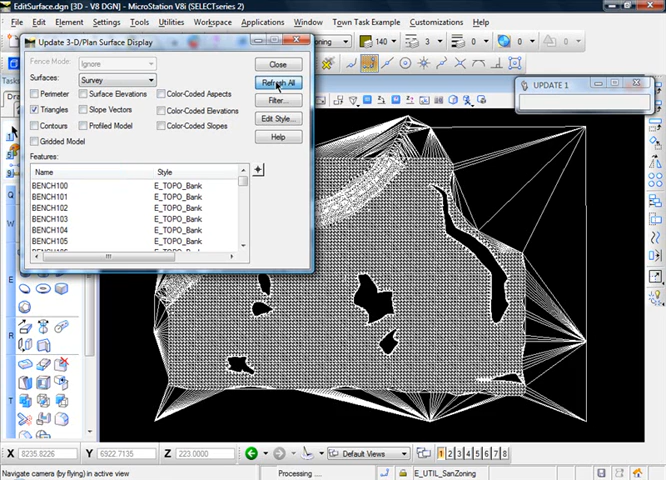 EditSurface.dgn [3D - V8 DGN] - MicroStation V8i (SELECTseries 2)
File Edit Element Settings Tools Utilities Workspace Applications Window Town Task Example Customizations Help
140 3 0
Update 3-D/Plan Surface Display
Fence Mode: Ignore Close
Surfaces: Survey Refresh All
Perimeter Surface Elevations Color-Coded Aspects Filter...
Triangles Slope Vectors Color-Coded Elevations Edit Style...
Contours Profiled Model Color-Coded Slopes Help
Gridded Model
Features:
Name Style
BENCH100 E_TOPO_Bank
BENCH101 E_TOPO_Bank
BENCH102 E_TOPO_Bank
BENCH103 E_TOPO_Bank
BENCH104 E_TOPO_Bank
BENCH105 E_TOPO_Bank
UPDATE 1
Tasks
Q
W
E
R
T
X 8235.8226 Y 6922.7135 Z 223.0000 Default Views 1 2 3 4 5 6 7 8
Navigate camera (by flying) in active view Processing .... E_UTIL_SanZoning